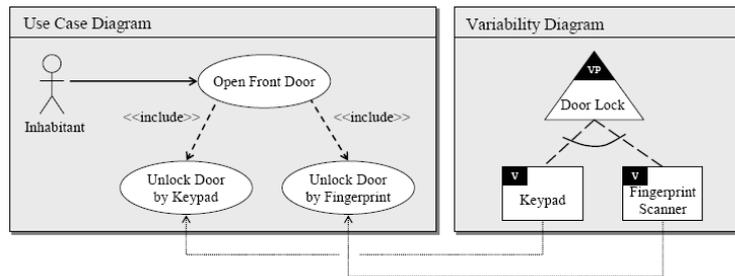 Use Case Diagram
Inhabitant
Open Front Door
<<include>>
<<include>>
Unlock Door
by Keypad
Unlock Door
by Fingerprint
Variability Diagram
VP
Door Lock
V
Keypad
V
Fingerprint
Scanner